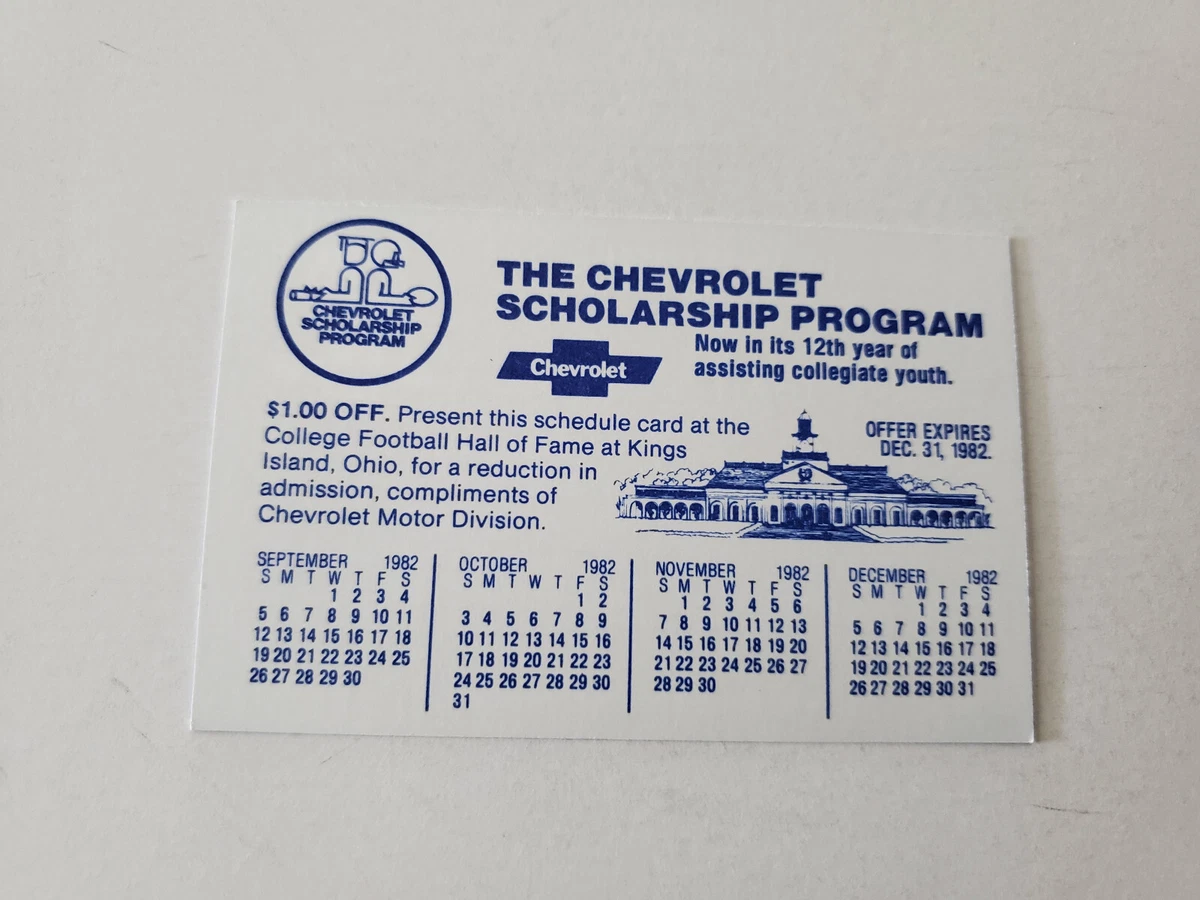 CHEVROLET
SCHOLARSHIP
PROGRAM
THE CHEVROLET
SCHOLARSHIP PROGRAM
Chevrolet
Now in its 12th year of
assisting collegiate youth.
$1.00 OFF. Present this schedule card at the
College Football Hall of Fame at Kings
Island, Ohio, for a reduction in
admission, compliments of
Chevrolet Motor Division.
OFFER EXPIRES
DEC. 31, 1982.
SEPTEMBER 1982
S M T W T F S
1 2 3 4
5 6 7 8 9 10 11
12 13 14 15 16 17 18
19 20 21 22 23 24 25
26 27 28 29 30
OCTOBER 1982
S M T W T F S
1 2
3 4 5 6 7 8 9
10 11 12 13 14 15 16
17 18 19 20 21 22 23
24 25 26 27 28 29 30
31
NOVEMBER 1982
S M T W T F S
1 2 3 4 5 6
7 8 9 10 11 12 13
14 15 16 17 18 19 20
21 22 23 24 25 26 27
28 29 30
DECEMBER 1982
S M T W T F S
1 2 3 4
5 6 7 8 9 10 11
12 13 14 15 16 17 18
19 20 21 22 23 24 25
26 27 28 29 30 31